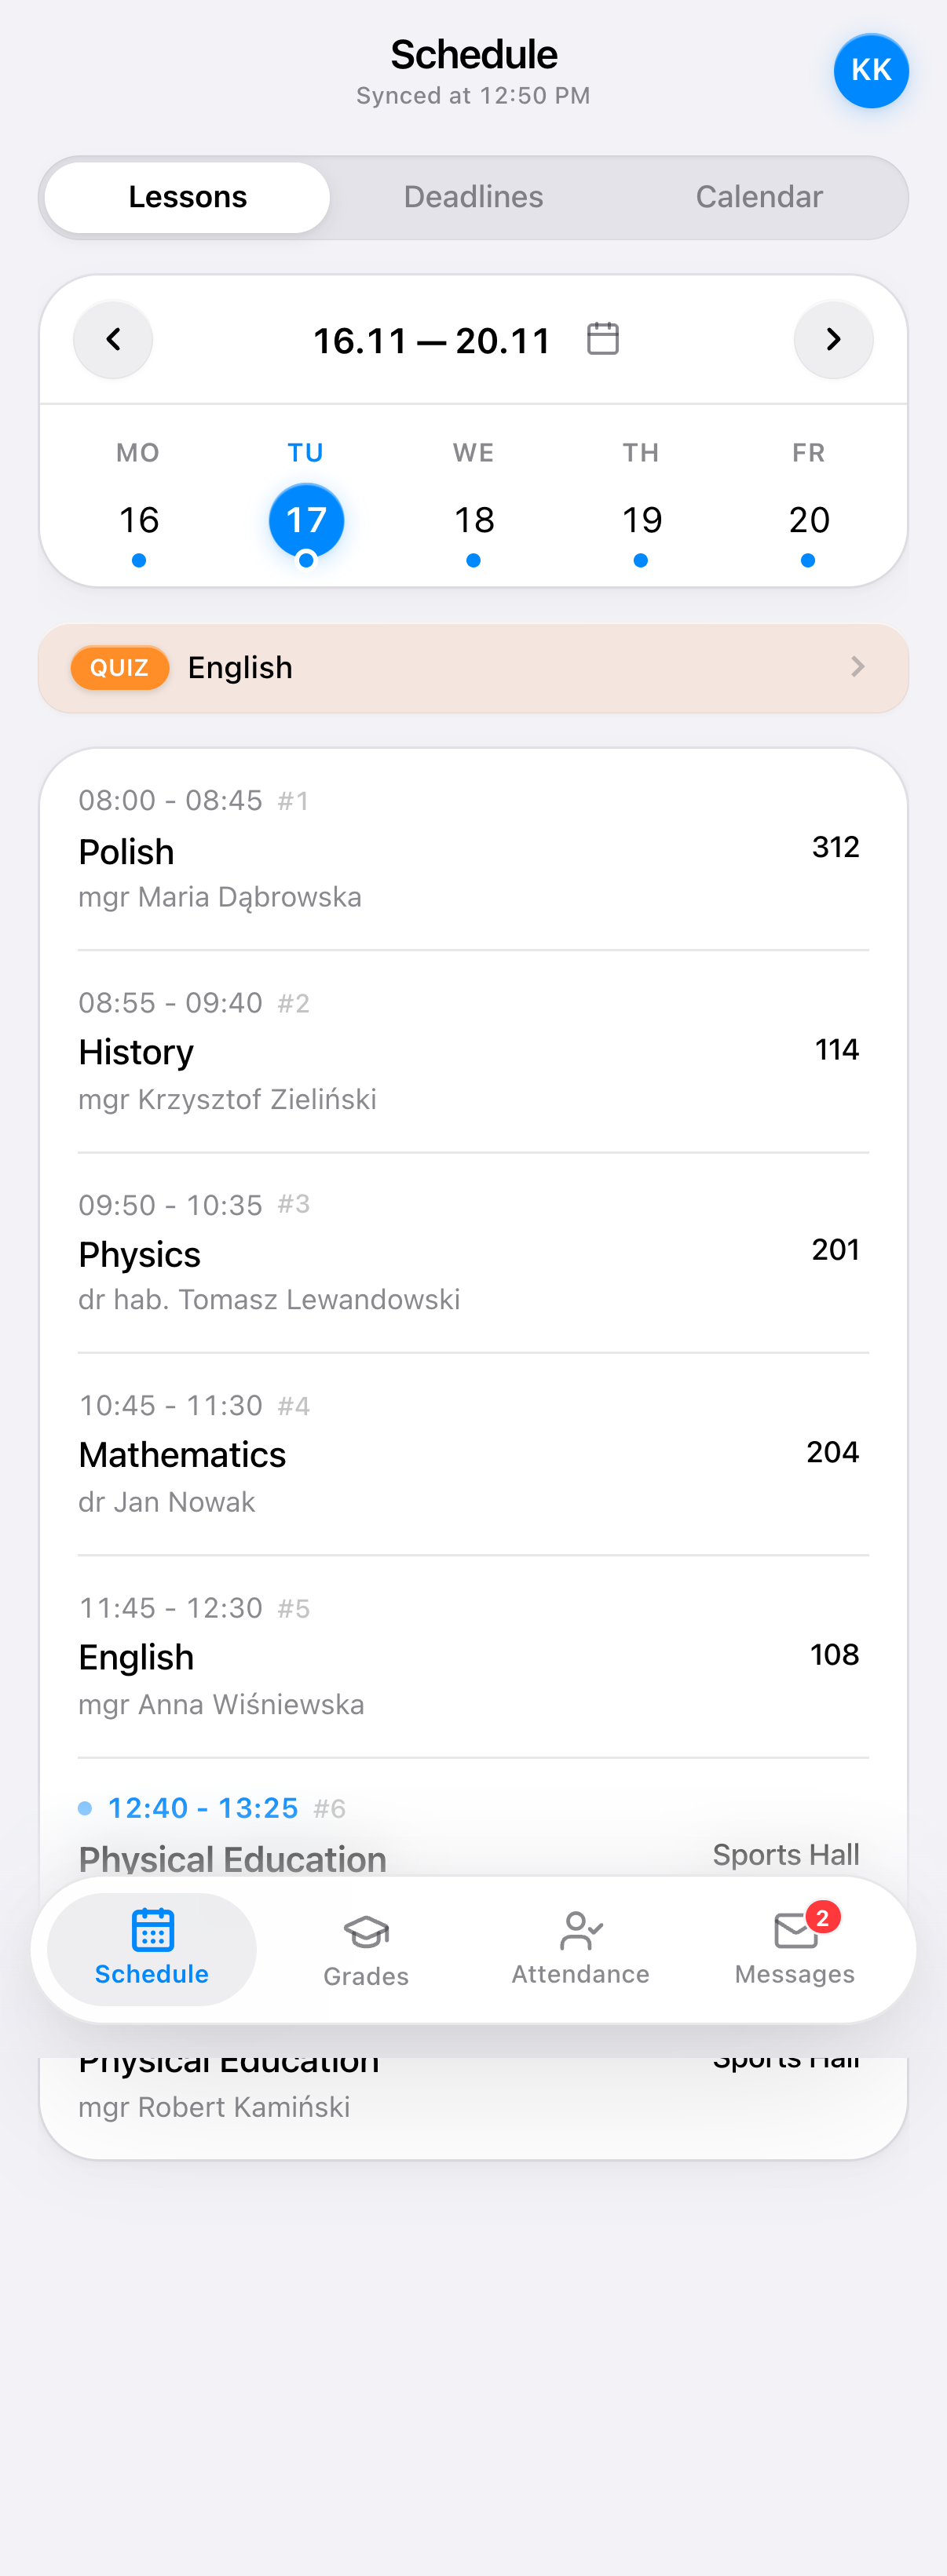 Schedule
Synced at 12:50 PM
KK
Lessons
Deadlines
Calendar
16.11 — 20.11
MO TU WE TH FR
16 17 18 19 20
QUIZ English
08:00 - 08:45 #1
Polish 312
mgr Maria Dąbrowska
08:55 - 09:40 #2
History 114
mgr Krzysztof Zieliński
09:50 - 10:35 #3
Physics 201
dr hab. Tomasz Lewandowski
10:45 - 11:30 #4
Mathematics 204
dr Jan Nowak
11:45 - 12:30 #5
English 108
mgr Anna Wiśniewska
12:40 - 13:25 #6
Physical Education Sports Hall
2
Schedule Grades Attendance Messages
Physical Education Sports Hall
mgr Robert Kamiński